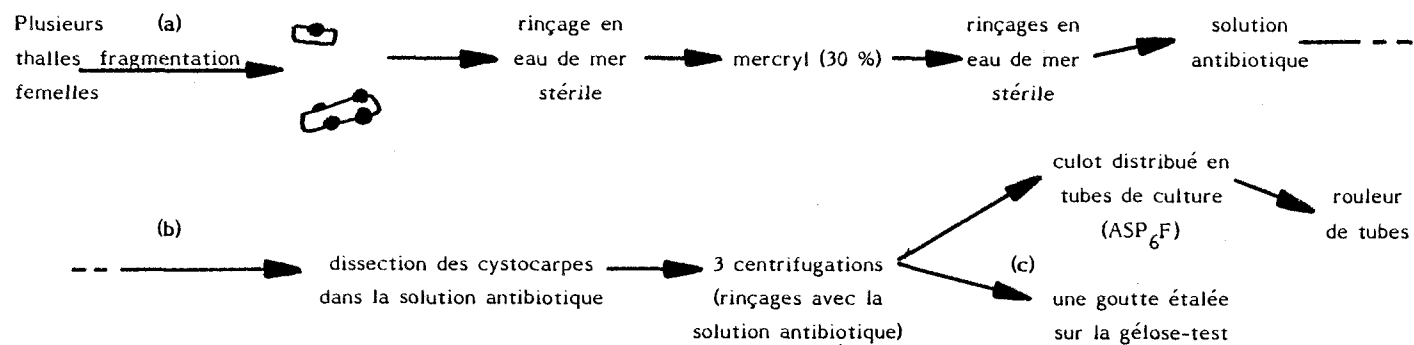 Plusieurs (a)
thalles fragmentation
femelles
rinçage en
eau de mer
stérile
mercryl (30 %)
rinçages en
eau de mer
stérile
solution
antibiotique
(b)
dissection des cystocarpes
dans la solution antibiotique
3 centrifugations
(rinçages avec la
solution antibiotique)
culot distribué en
tubes de culture
(ASP6F)
rouleur
de tubes
(c)
une goutte étalée
sur la gélose-test